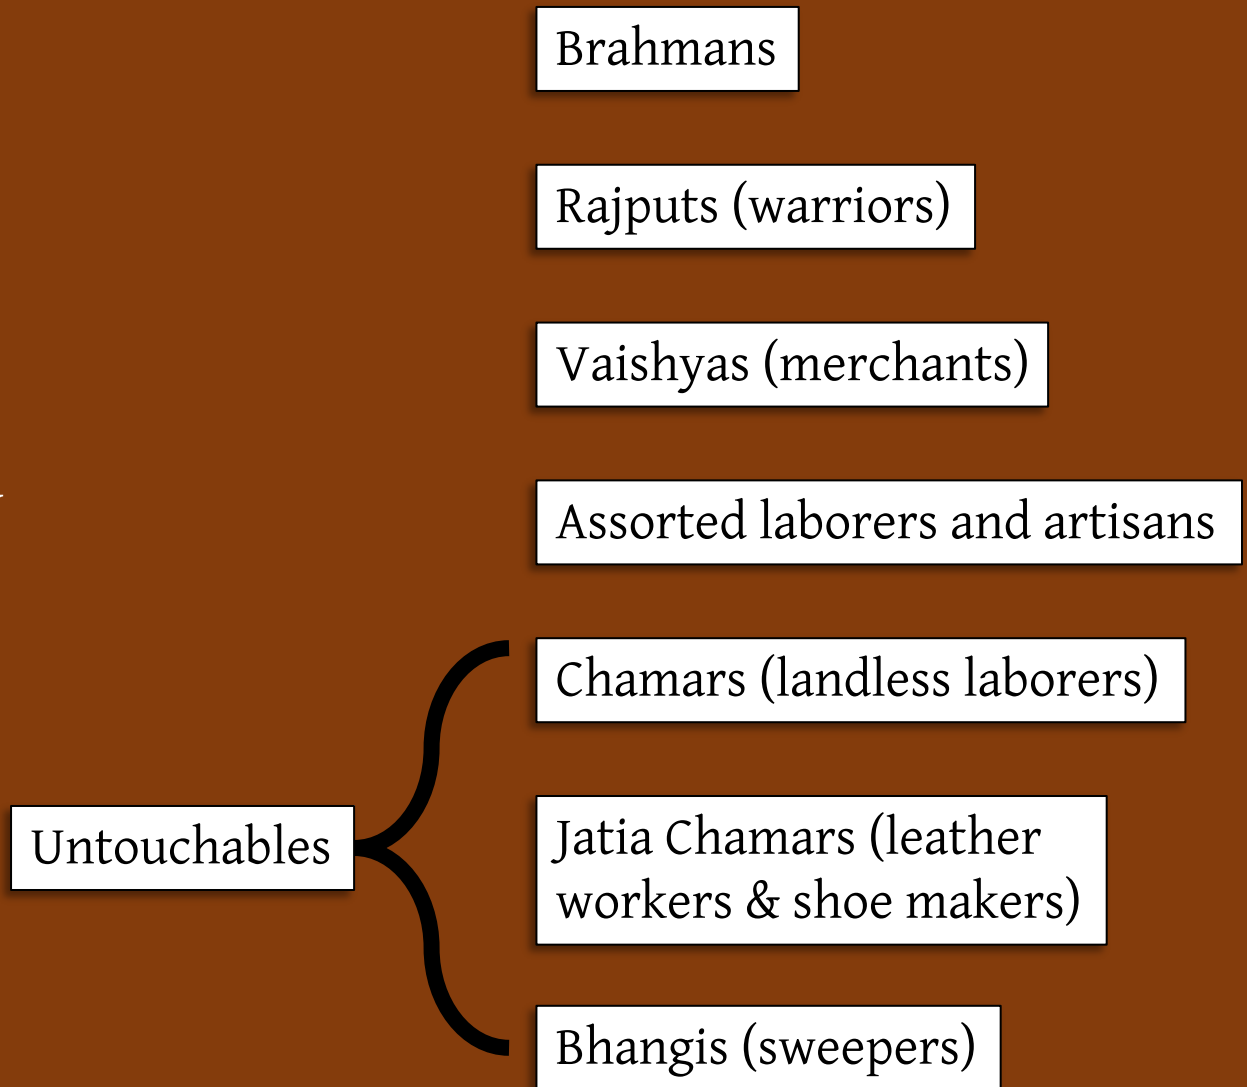 Brahmans
Rajputs (warriors)
Vaishyas (merchants)
Assorted laborers and artisans
Chamars (landless laborers)
Untouchables
Jatia Chamars (leather
workers & shoe makers)
Bhangis (sweepers)